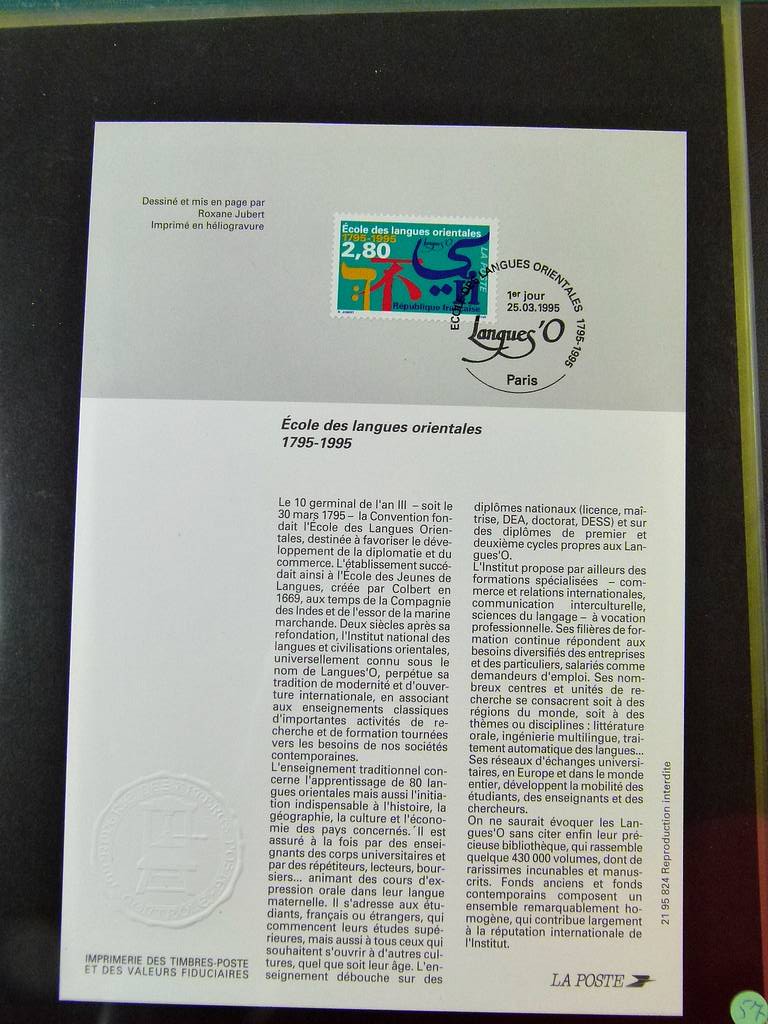 Dessiné et mis en page par
Roxane Jubert
Imprimé en héliogravure
École des langues orientales
1795-1995
2,80
Langues'O
LA POSTE
République française
ECOLE DES LANGUES ORIENTALES 1795-1995
1er jour
25.03.1995
Langues'O
Paris
École des langues orientales
1795-1995
Le 10 germinal de l'an III – soit le
30 mars 1795 – la Convention fon-
dait l'École des Langues Orien-
tales, destinée à favoriser le déve-
loppement de la diplomatie et du
commerce. L'établissement succé-
dait ainsi à l'École des Jeunes de
Langues, créée par Colbert en
1669, aux temps de la Compagnie
des Indes et de l'essor de la marine
marchande. Deux siècles après sa
refondation, l'Institut national des
langues et civilisations orientales,
universellement connu sous le
nom de Langues'O, perpétue sa
tradition de modernité et d'ouver-
ture internationale, en associant
aux enseignements classiques
d'importantes activités de re-
cherche et de formation tournées
vers les besoins de nos sociétés
contemporaines.
L'enseignement traditionnel con-
cerne l'apprentissage de 80 lan-
gues orientales mais aussi l'initia-
tion indispensable à l'histoire, la
géographie, la culture et l'écono-
mie des pays concernés. Il est
assuré à la fois par des ensei-
gnants des corps universitaires et
par des répétiteurs, lecteurs, bour-
siers... animant des cours d'ex-
pression orale dans leur langue
maternelle. Il s'adresse aux étu-
diants, français ou étrangers, qui
commencent leurs études supé-
rieures, mais aussi à tous ceux qui
souhaitent s'ouvrir à d'autres cul-
tures, quel que soit leur âge. L'en-
seignement débouche sur des
diplômes nationaux (licence, maî-
trise, DEA, doctorat, DESS) et sur
des diplômes de premier et
deuxième cycles propres aux Lan-
gues'O.
L'Institut propose par ailleurs des
formations spécialisées – com-
merce et relations internationales,
communication interculturelle,
sciences du langage – à vocation
professionnelle. Ses filières de for-
mation continue répondent aux
besoins diversifiés des entreprises
et des particuliers, salariés comme
demandeurs d'emploi. Ses nom-
breux centres et unités de re-
cherche se consacrent soit à des
régions du monde, soit à des
thèmes ou disciplines : littérature
orale, ingénierie multilingue, trai-
tement automatique des langues...
Ses réseaux d'échanges universi-
taires, en Europe et dans le monde
entier, développent la mobilité des
étudiants, des enseignants et des
chercheurs.
On ne saurait évoquer les Lan-
gues'O sans citer enfin leur pré-
cieuse bibliothèque, qui rassemble
quelque 430 000 volumes, dont de
rarissimes incunables et manus-
crits. Fonds anciens et fonds
contemporains composent un
ensemble remarquablement ho-
mogène, qui contribue largement
à la réputation internationale de
l'Institut.
21 95 824 Reproduction interdite
IMPRIMERIE DES TIMBRES-POSTE
ET DES VALEURS FIDUCIAIRES
LA POSTE
57